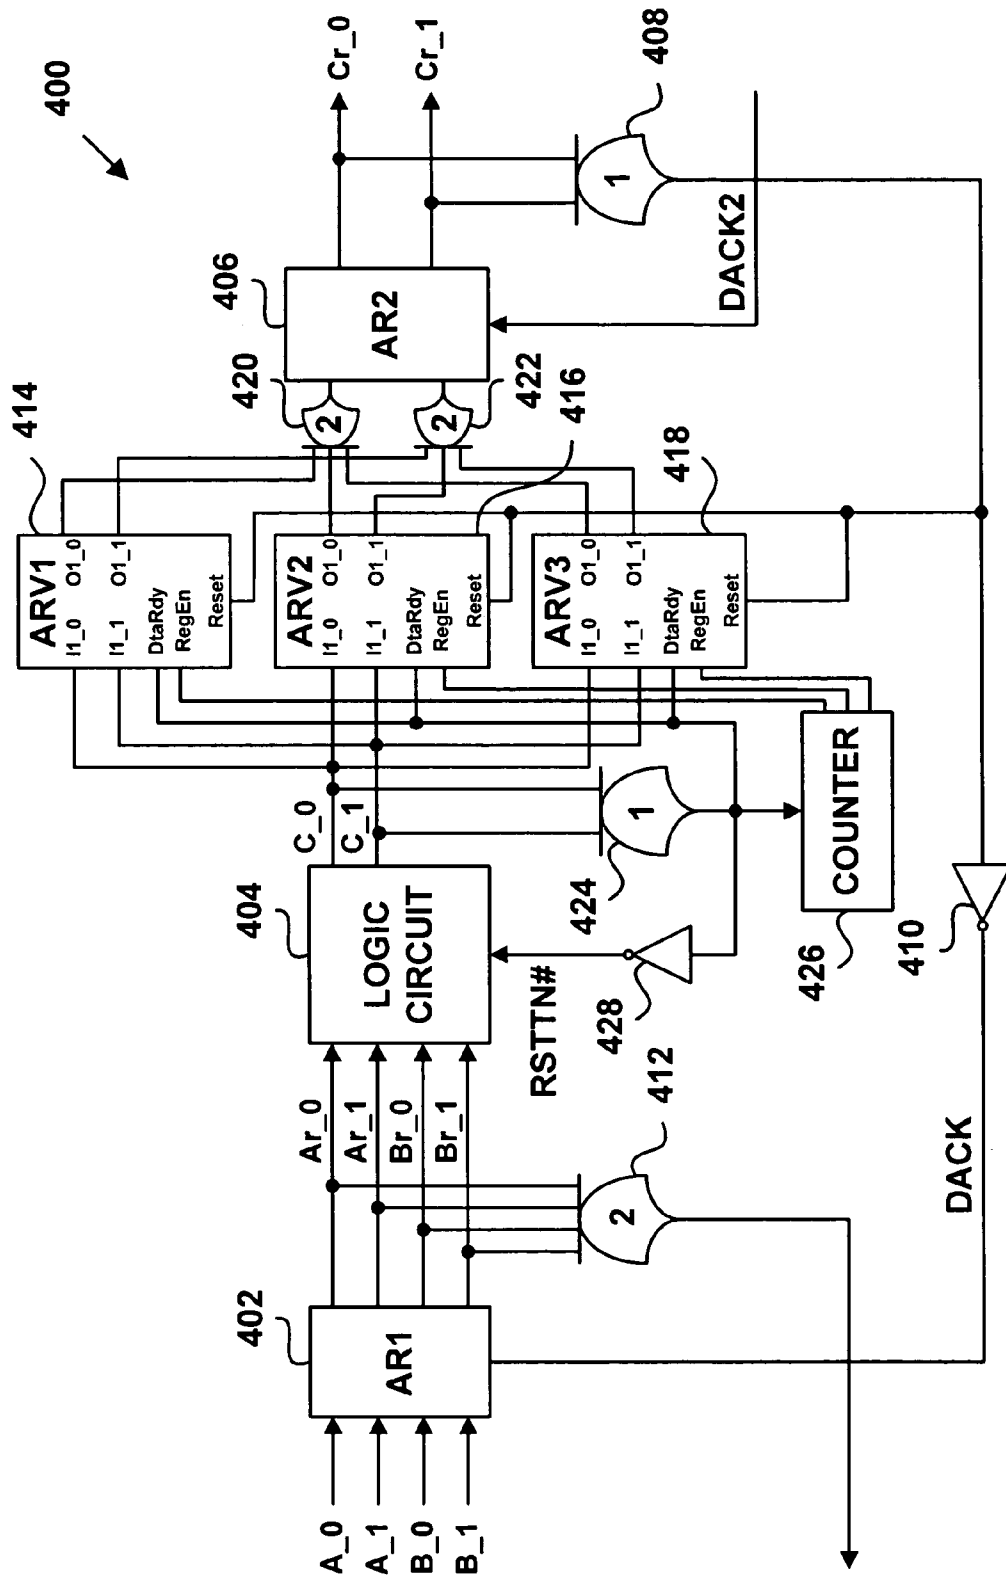 400
A_0
A_1
B_0
B_1
402
AR1
Ar_0
Ar_1
Br_0
Br_1
2
412
404
LOGIC
CIRCUIT
C_0
C_1
RSTTN#
428
424
1
COUNTER
426
414
ARV1
I1_0 O1_0
I1_1 O1_1
DtaRdy
RegEn
Reset
ARV2
I1_0 O1_0
I1_1 O1_1
DtaRdy
RegEn
Reset
416
ARV3
I1_0 O1_0
I1_1 O1_1
DtaRdy
RegEn
Reset
418
420
2
2
422
406
AR2
Cr_0
Cr_1
1
408
DACK2
DACK
410